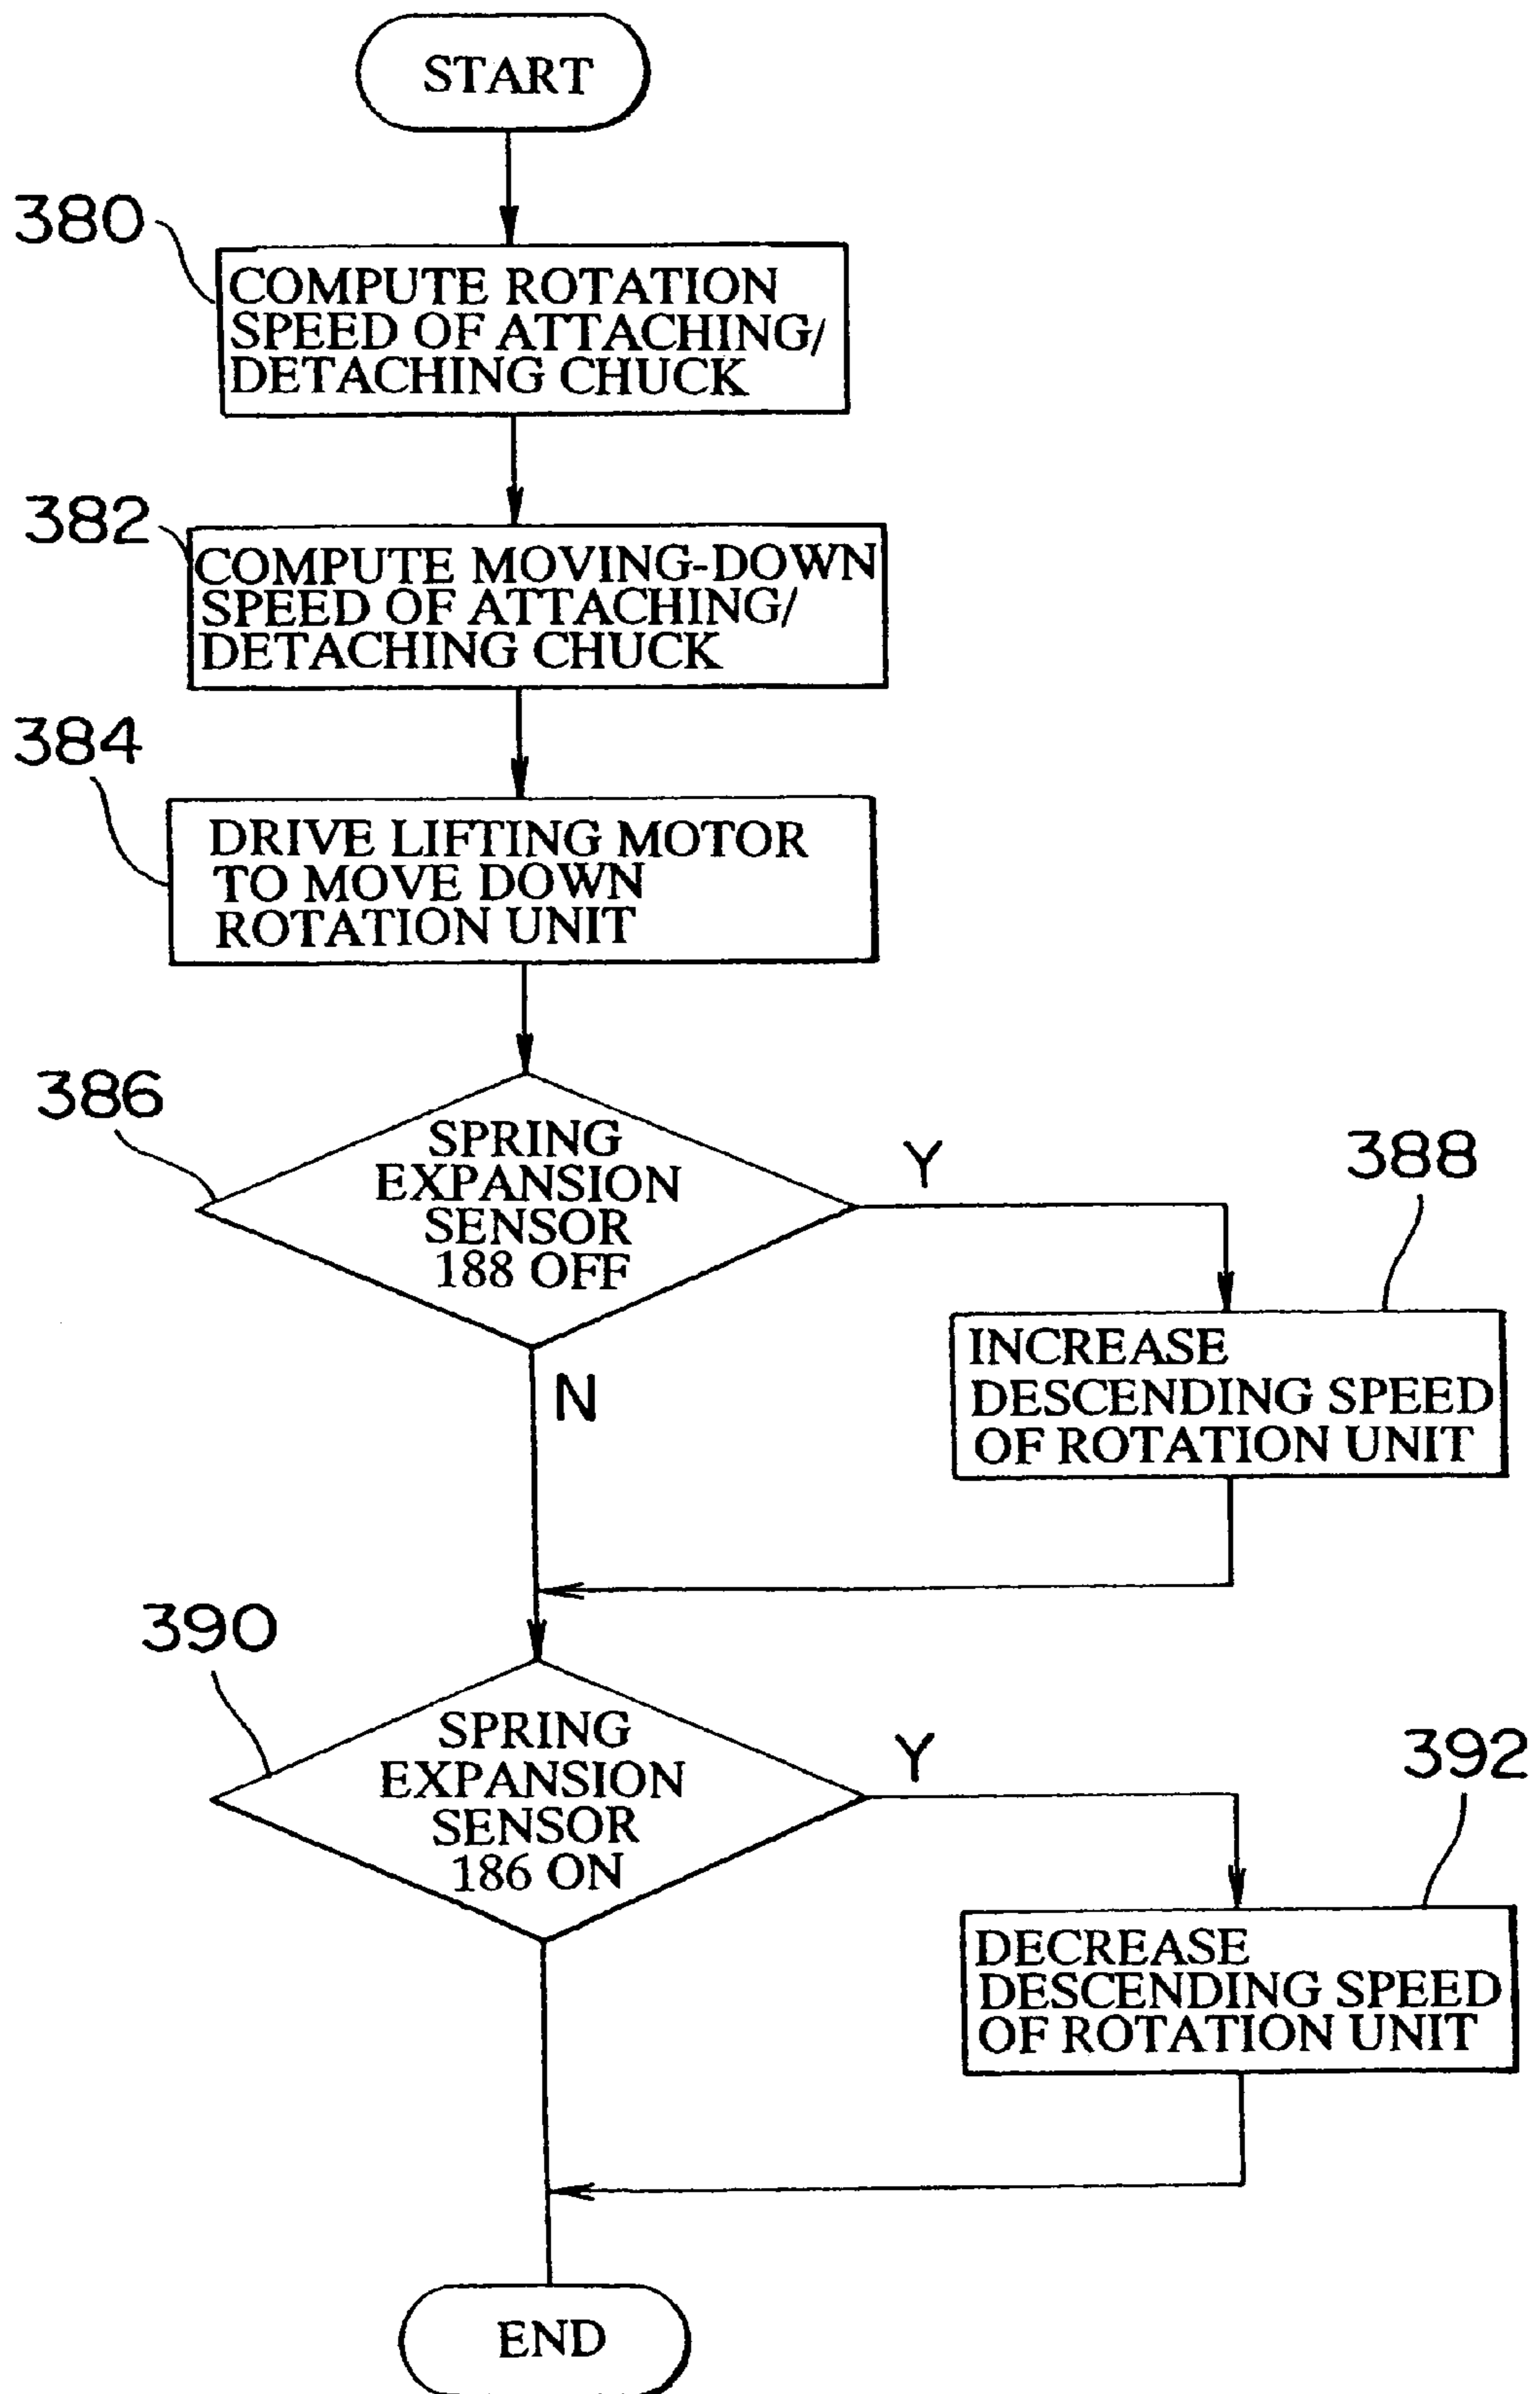 START
380
COMPUTE ROTATION
SPEED OF ATTACHING/
DETACHING CHUCK
382
COMPUTE MOVING-DOWN
SPEED OF ATTACHING/
DETACHING CHUCK
384
DRIVE LIFTING MOTOR
TO MOVE DOWN
ROTATION UNIT
386
SPRING
EXPANSION
SENSOR
188 OFF
Y
388
INCREASE
DESCENDING SPEED
OF ROTATION UNIT
N
390
SPRING
EXPANSION
SENSOR
186 ON
Y
392
DECREASE
DESCENDING SPEED
OF ROTATION UNIT
END